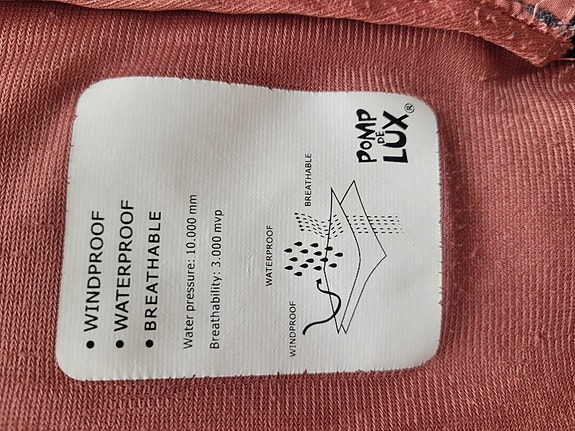 • WINDPROOF
• WATERPROOF
• BREATHABLE
Water pressure: 10.000 mm
Breathability: 3.000 mvp
WINDPROOF
WATERPROOF
BREATHABLE
POMP
DE
LUX®